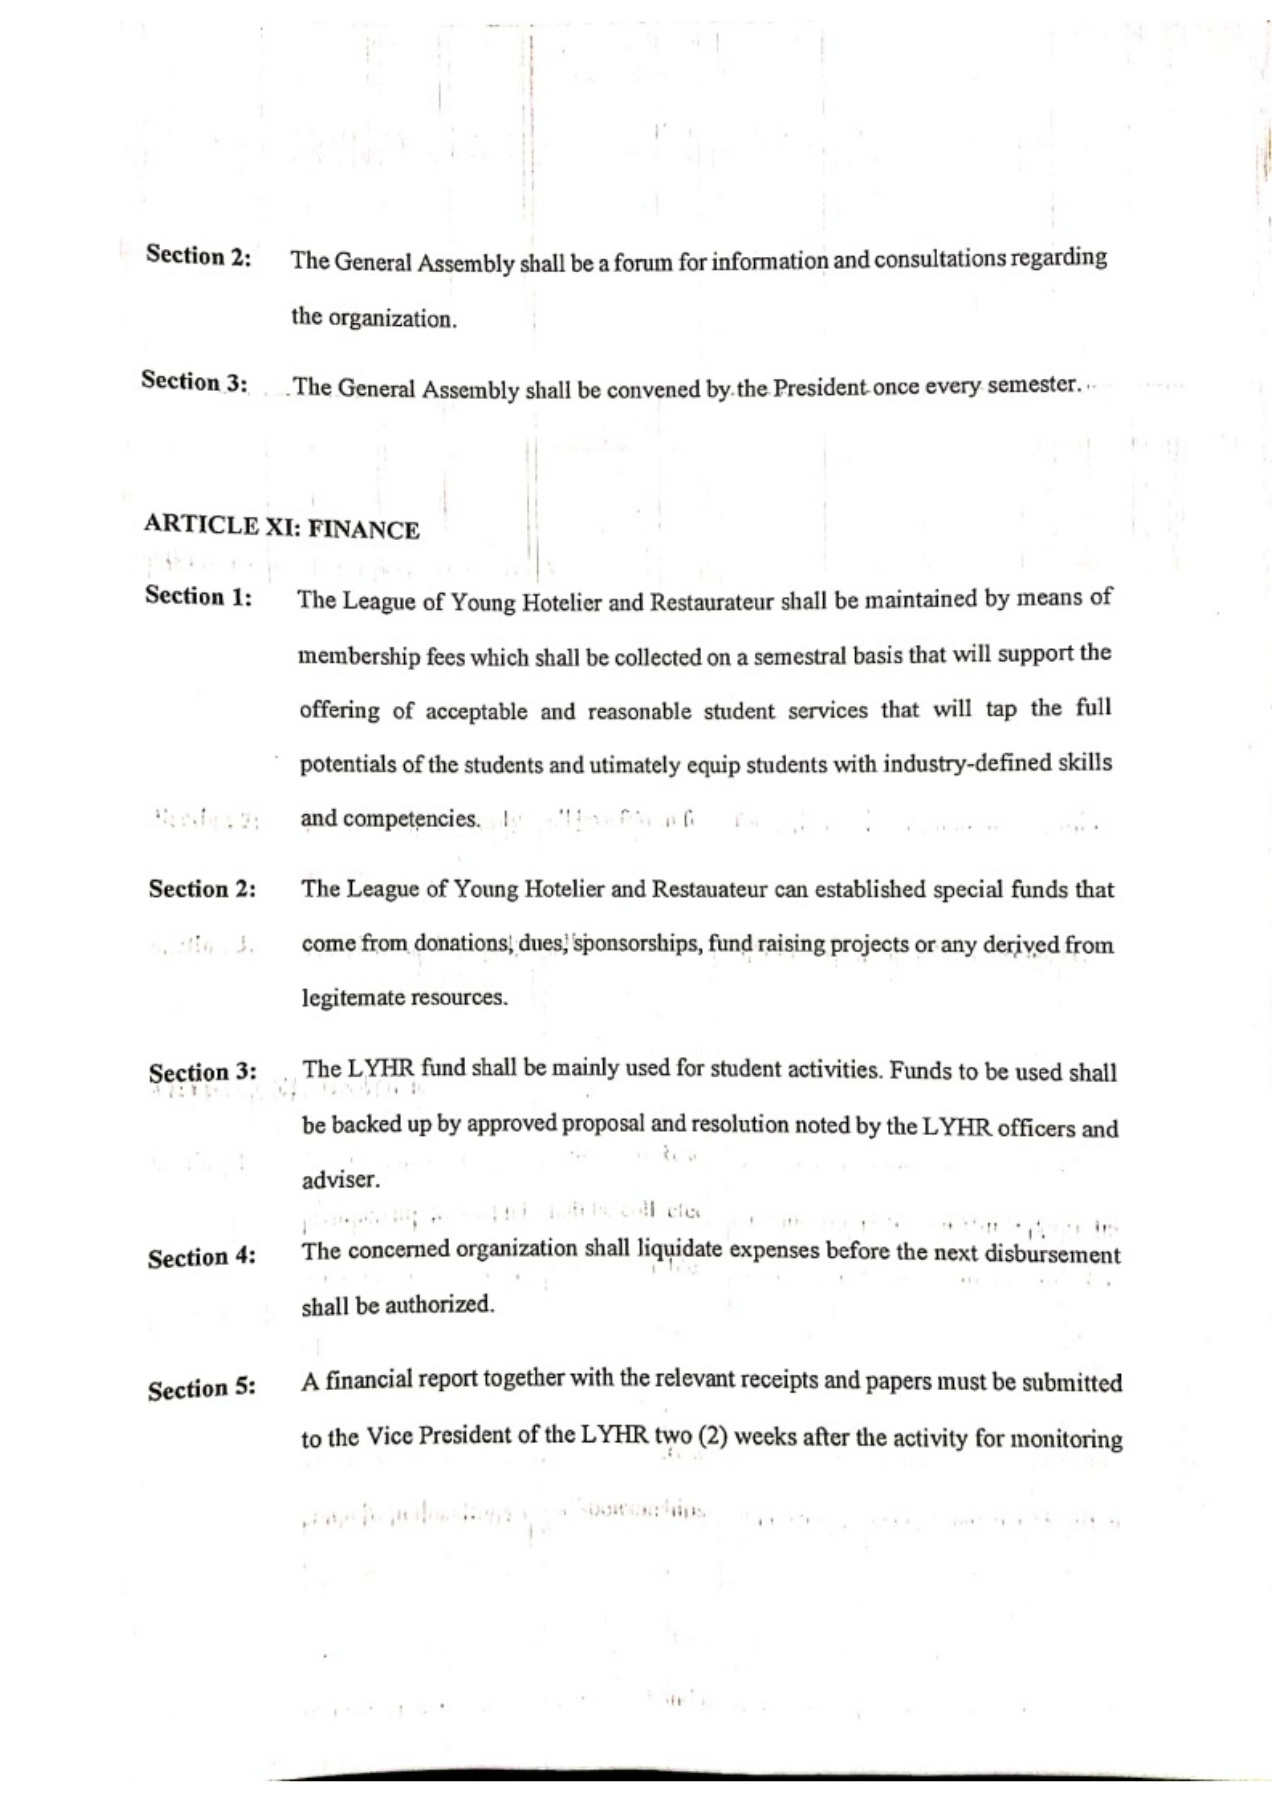 Section 2: The General Assembly shall be a forum for information and consultations regarding
the organization.
Section 3: The General Assembly shall be convened by the President once every semester.
ARTICLE XI: FINANCE
Section 1: The League of Young Hotelier and Restaurateur shall be maintained by means of
membership fees which shall be collected on a semestral basis that will support the
offering of acceptable and reasonable student services that will tap the full
potentials of the students and utimately equip students with industry-defined skills
and competencies.
Section 2: The League of Young Hotelier and Restauateur can established special funds that
come from donations, dues, sponsorships, fund raising projects or any derived from
legitemate resources.
Section 3: The LYHR fund shall be mainly used for student activities. Funds to be used shall
be backed up by approved proposal and resolution noted by the LYHR officers and
adviser.
Section 4: The concerned organization shall liquidate expenses before the next disbursement
shall be authorized.
Section 5: A financial report together with the relevant receipts and papers must be submitted
to the Vice President of the LYHR two (2) weeks after the activity for monitoring